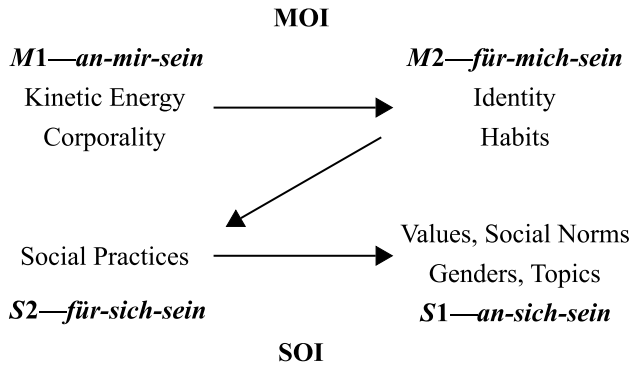 MOI
M1—an-mir-sein
M2—für-mich-sein
Kinetic Energy
Identity
Corporality
Habits
Social Practices
Values, Social Norms
Genders, Topics
S2—für-sich-sein
S1—an-sich-sein
SOI